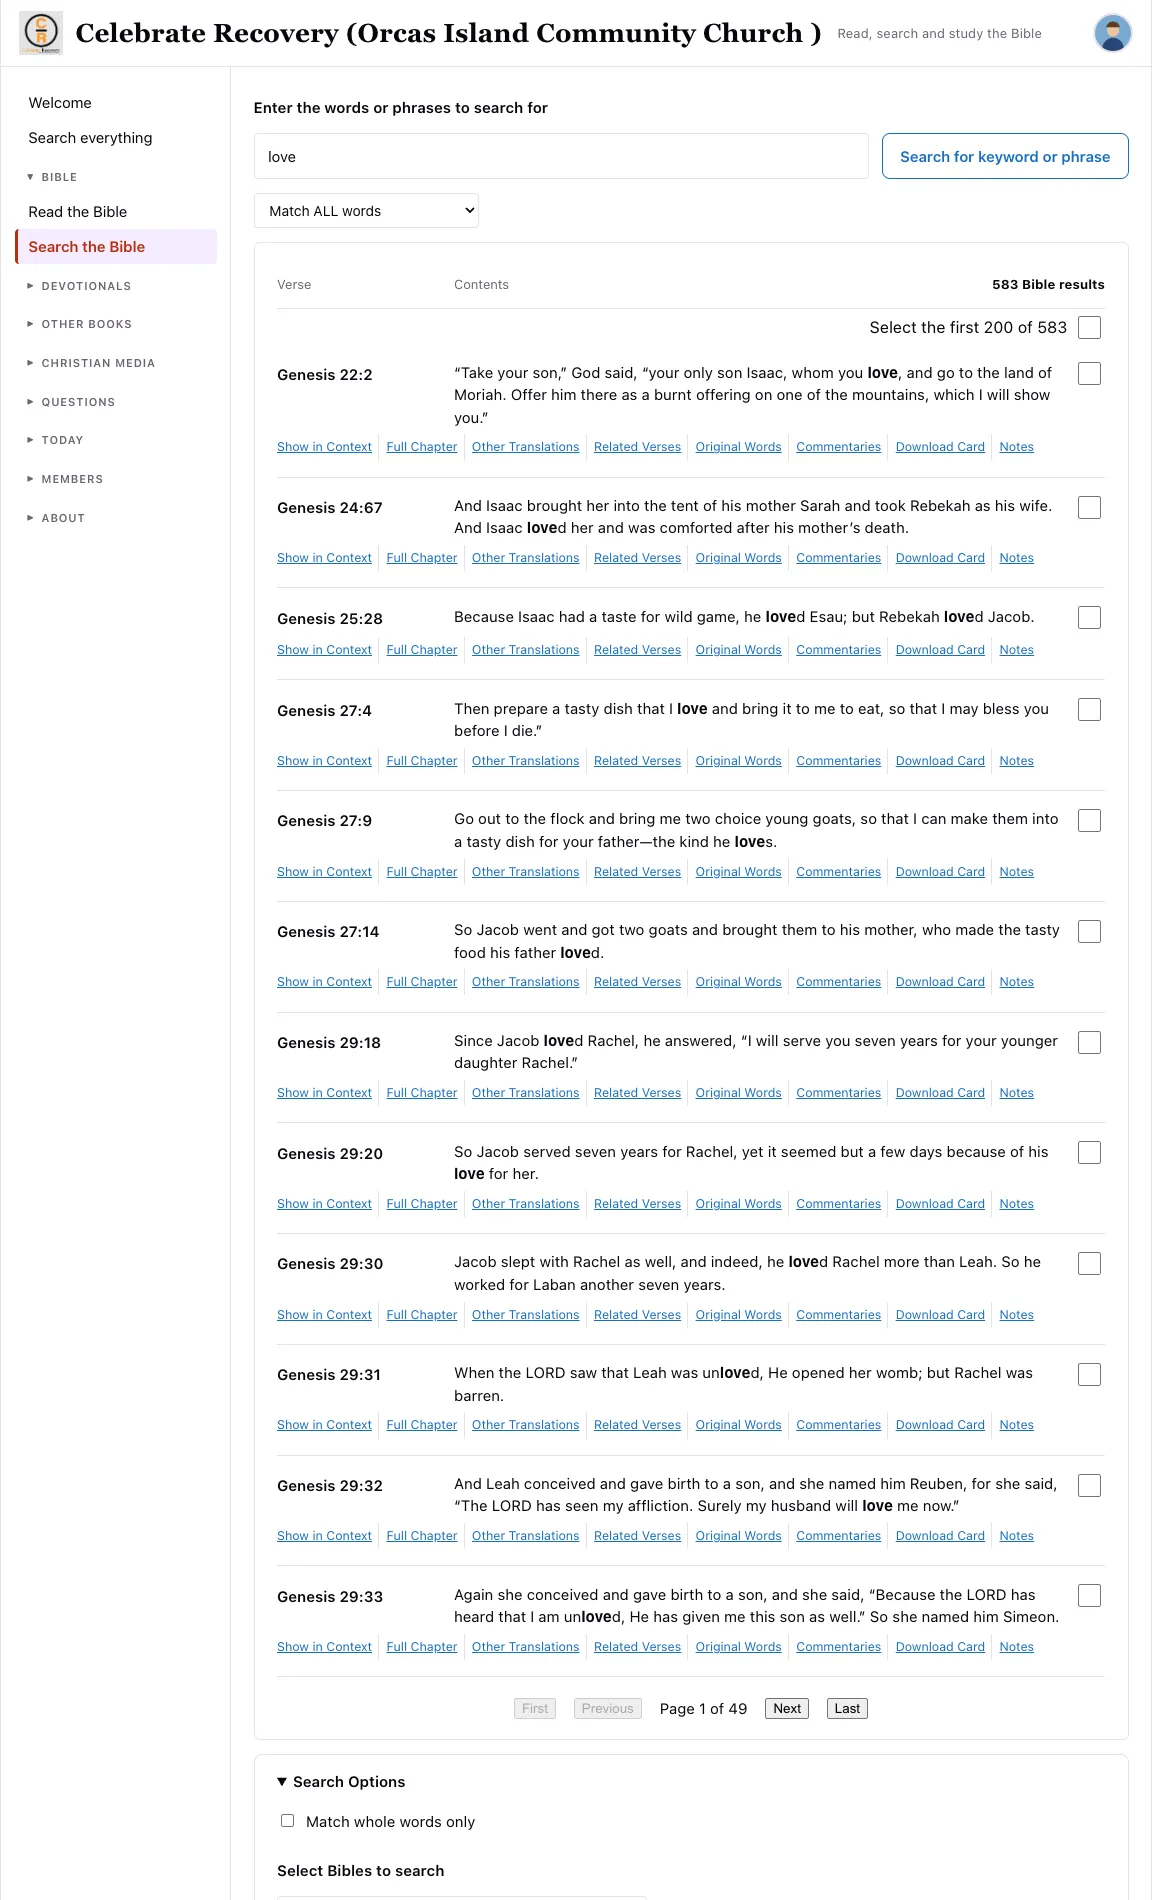 Celebrate Recovery (Orcas Island Community Church )
Read, search and study the Bible
Welcome
Search everything
▼ BIBLE
Read the Bible
Search the Bible
► DEVOTIONALS
► OTHER BOOKS
► CHRISTIAN MEDIA
► QUESTIONS
► TODAY
► MEMBERS
► ABOUT
Enter the words or phrases to search for
love
Search for keyword or phrase
Match ALL words
Verse Contents 583 Bible results
Select the first 200 of 583
Genesis 22:2
“Take your son,” God said, “your only son Isaac, whom you love, and go to the land of
Moriah. Offer him there as a burnt offering on one of the mountains, which I will show
you.”
Show in Context Full Chapter Other Translations Related Verses Original Words Commentaries Download Card Notes
Genesis 24:67
And Isaac brought her into the tent of his mother Sarah and took Rebekah as his wife.
And Isaac loved her and was comforted after his mother’s death.
Show in Context Full Chapter Other Translations Related Verses Original Words Commentaries Download Card Notes
Genesis 25:28
Because Isaac had a taste for wild game, he loved Esau; but Rebekah loved Jacob.
Show in Context Full Chapter Other Translations Related Verses Original Words Commentaries Download Card Notes
Genesis 27:4
Then prepare a tasty dish that I love and bring it to me to eat, so that I may bless you
before I die.”
Show in Context Full Chapter Other Translations Related Verses Original Words Commentaries Download Card Notes
Genesis 27:9
Go out to the flock and bring me two choice young goats, so that I can make them into
a tasty dish for your father—the kind he loves.
Show in Context Full Chapter Other Translations Related Verses Original Words Commentaries Download Card Notes
Genesis 27:14
So Jacob went and got two goats and brought them to his mother, who made the tasty
food his father loved.
Show in Context Full Chapter Other Translations Related Verses Original Words Commentaries Download Card Notes
Genesis 29:18
Since Jacob loved Rachel, he answered, “I will serve you seven years for your younger
daughter Rachel.”
Show in Context Full Chapter Other Translations Related Verses Original Words Commentaries Download Card Notes
Genesis 29:20
So Jacob served seven years for Rachel, yet it seemed but a few days because of his
love for her.
Show in Context Full Chapter Other Translations Related Verses Original Words Commentaries Download Card Notes
Genesis 29:30
Jacob slept with Rachel as well, and indeed, he loved Rachel more than Leah. So he
worked for Laban another seven years.
Show in Context Full Chapter Other Translations Related Verses Original Words Commentaries Download Card Notes
Genesis 29:31
When the LORD saw that Leah was unloved, He opened her womb; but Rachel was
barren.
Show in Context Full Chapter Other Translations Related Verses Original Words Commentaries Download Card Notes
Genesis 29:32
And Leah conceived and gave birth to a son, and she named him Reuben, for she said,
“The LORD has seen my affliction. Surely my husband will love me now.”
Show in Context Full Chapter Other Translations Related Verses Original Words Commentaries Download Card Notes
Genesis 29:33
Again she conceived and gave birth to a son, and she said, “Because the LORD has
heard that I am unloved, He has given me this son as well.” So she named him Simeon.
Show in Context Full Chapter Other Translations Related Verses Original Words Commentaries Download Card Notes
First Previous Page 1 of 49 Next Last
▼ Search Options
Match whole words only
Select Bibles to search